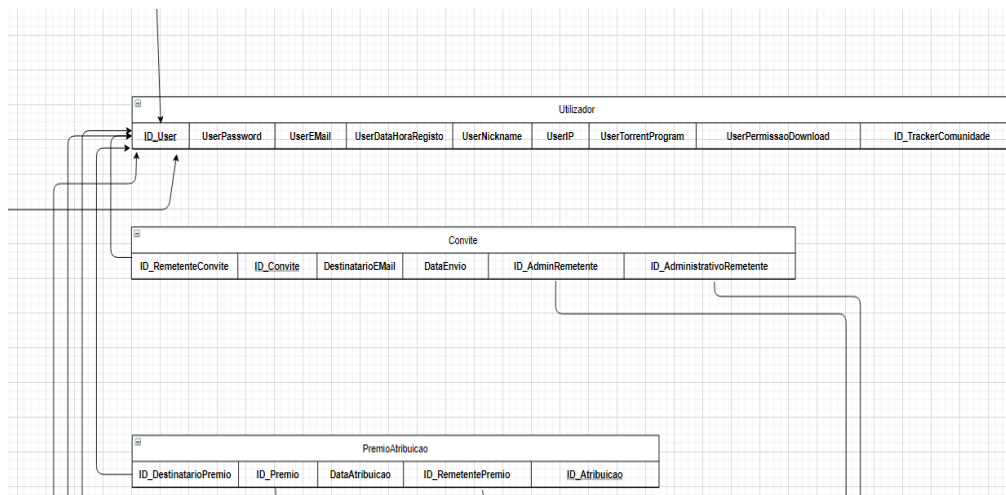 Utilizador
ID_User UserPassword UserEMail UserDataHoraRegisto UserNickname UserIP UserTorrentProgram UserPermissaoDownload ID_TrackerComunidade
Convite
ID_RemetenteConvite ID_Convite DestinatarioEMail DataEnvio ID_AdminRemetente ID_AdministrativoRemetente
PremioAtribuicao
ID_DestinatarioPremio ID_Premio DataAtribuicao ID_RemetentePremio ID_Atribuicao